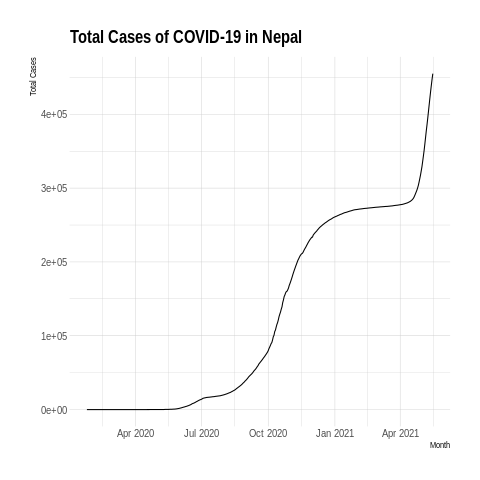 Total Cases of COVID-19 in Nepal
Total Cases
4e+05
3e+05
2e+05
1e+05
0e+00
Apr 2020 Jul 2020 Oct 2020 Jan 2021 Apr 2021
Month